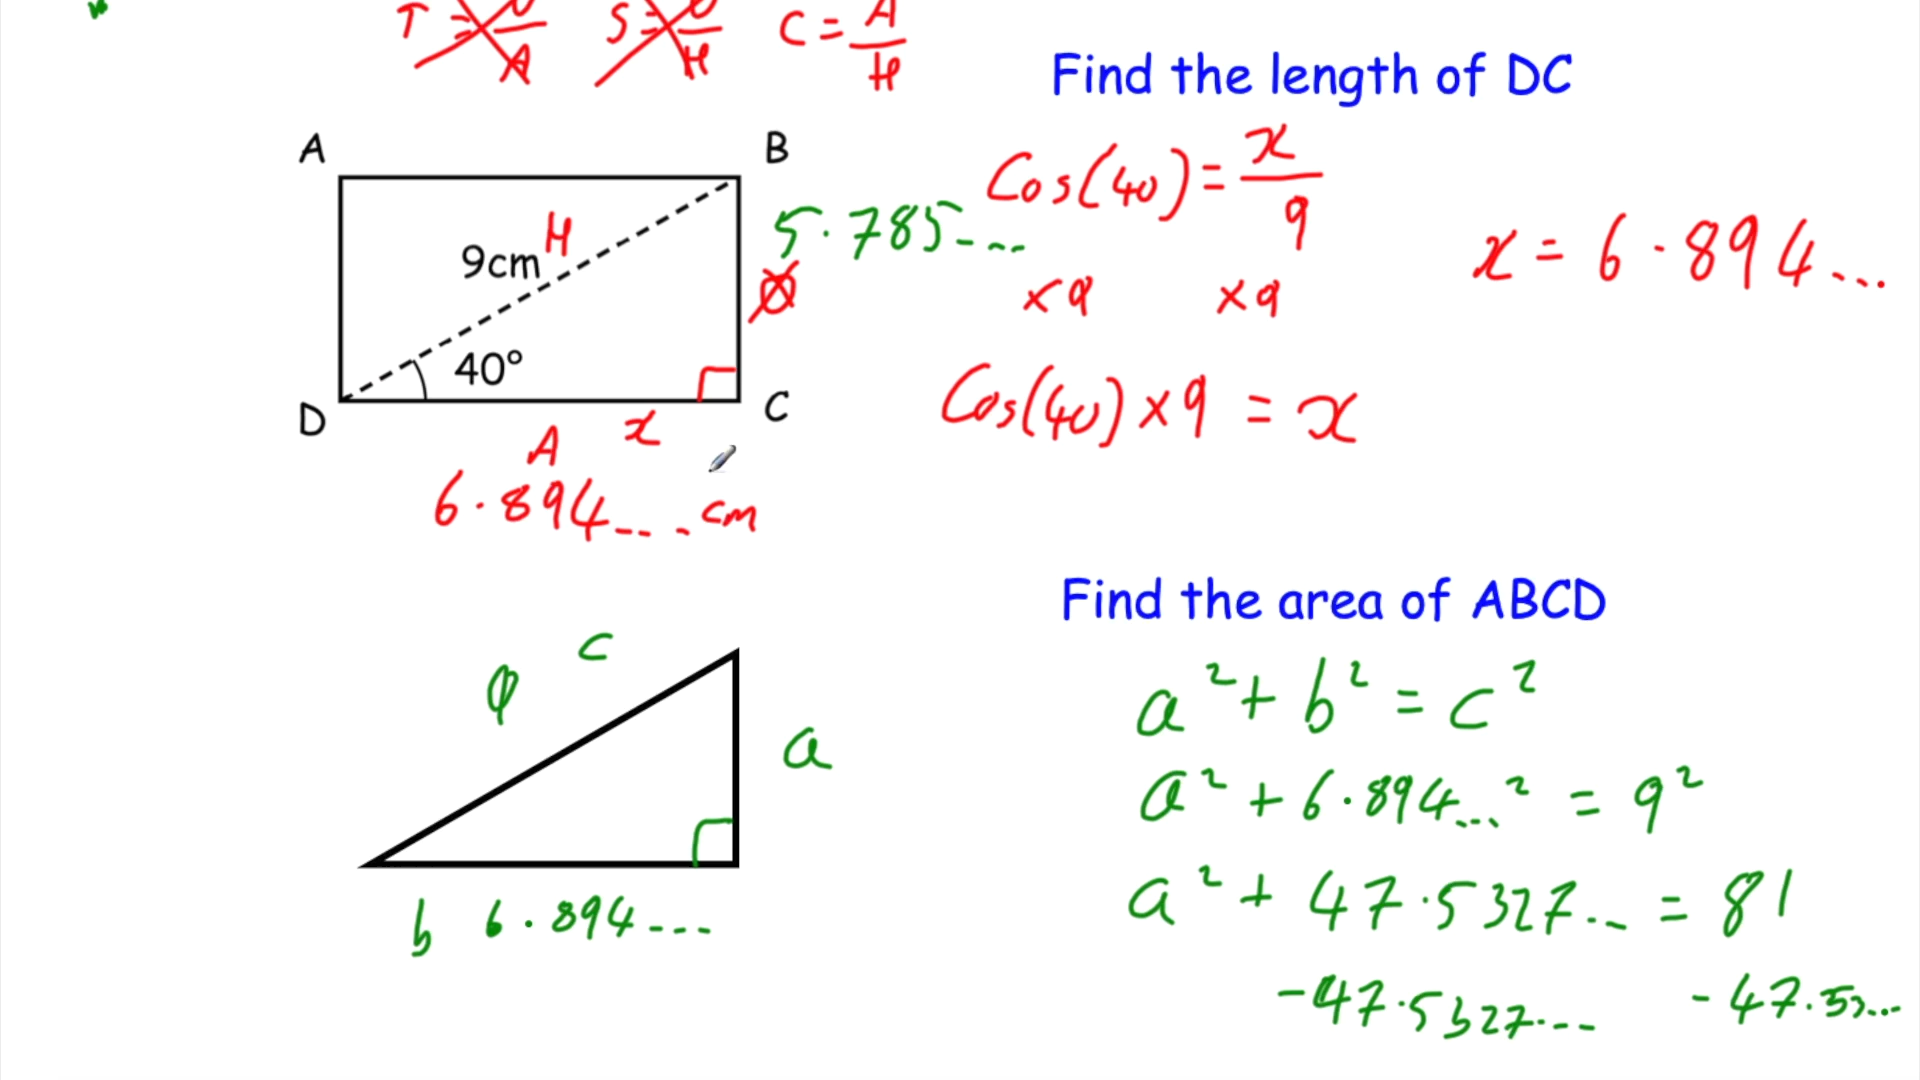 T = O/A S = O/H C = A/H
Find the length of DC
A B
Cos(40) = x/9
9cm H
5.785...
O
x = 6.894...
×9 ×9
40°
D C
A x
Cos(40) × 9 = x
6.894... cm
Find the area of ABCD
c
9
a
a² + b² = c²
a² + 6.894...² = 9²
a² + 47.5327... = 81
b 6.894...
-47.5327... -47.53...